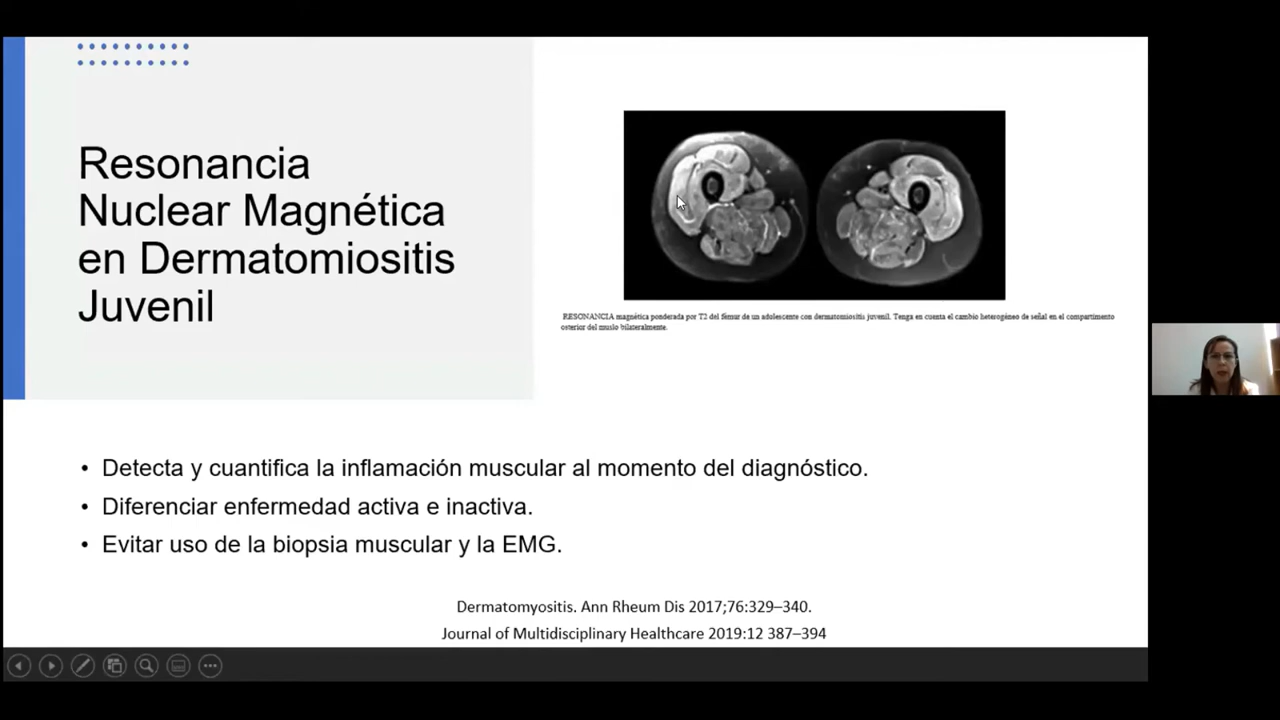 Resonancia
Nuclear Magnética
en Dermatomiositis
Juvenil
RESONANCIA magnética ponderada por T2 del fémur de un adolescente con dermatomiositis juvenil. Tenga en cuenta el cambio heterogéneo de señal en el compartimento
osterior del muslo bilateralmente.
• Detecta y cuantifica la inflamación muscular al momento del diagnóstico.
• Diferenciar enfermedad activa e inactiva.
• Evitar uso de la biopsia muscular y la EMG.
Dermatomyositis. Ann Rheum Dis 2017;76:329–340.
Journal of Multidisciplinary Healthcare 2019:12 387–394